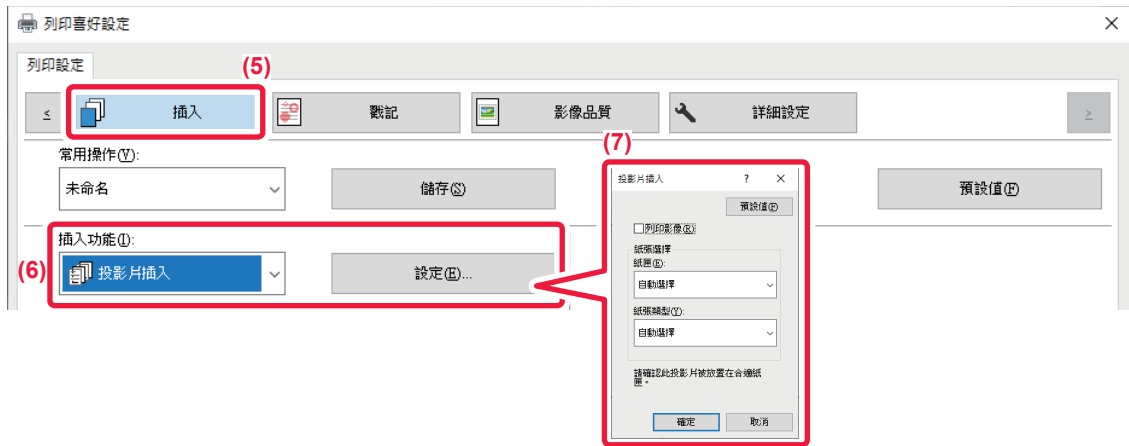 列印喜好設定
列印設定
(5)
≤ 插入 戳記 影像品質 詳細設定 ≥
常用操作(V):
未命名 儲存(S) 預設值(F)
插入功能(I):
(6) 投影片插入 設定(E)...
(7)
投影片插入 ? ×
預設值(F)
列印影像(R)
紙張選擇
紙匣(E):
自動選擇
紙張類型(Y):
自動選擇
請確認此投影片被放置在合適紙
匣。
確定 取消